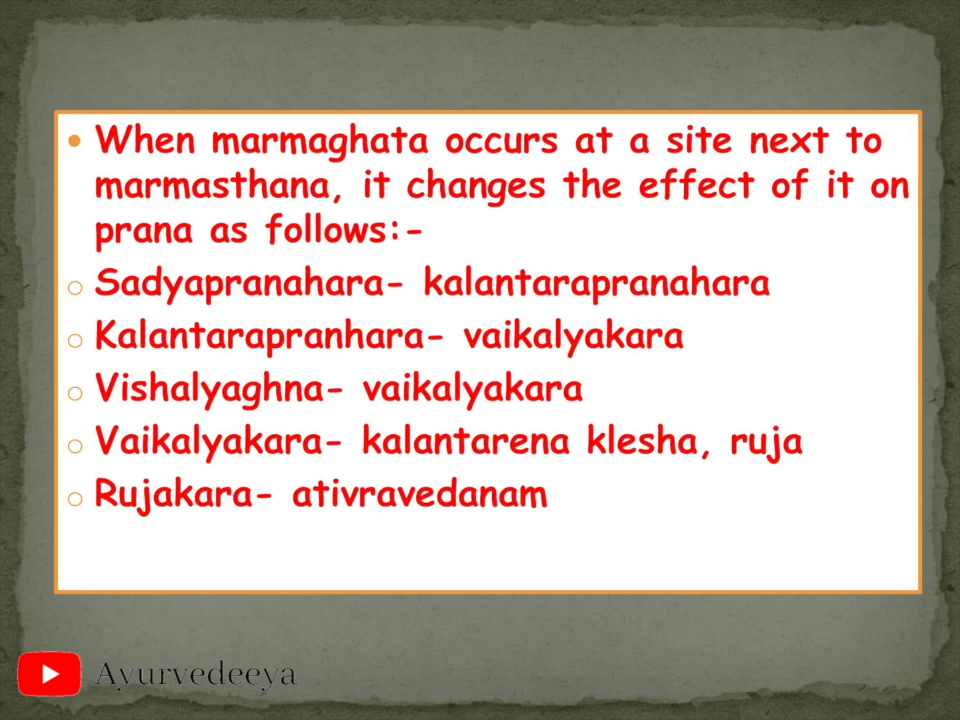 • When marmaghata occurs at a site next to
marmasthana, it changes the effect of it on
prana as follows:-
o Sadyapranahara- kalantarapranahara
o Kalantarapranhara- vaikalyakara
o Vishalyaghna- vaikalyakara
o Vaikalyakara- kalantarena klesha, ruja
o Rujakara- ativravedanam
Ayurvedeeya